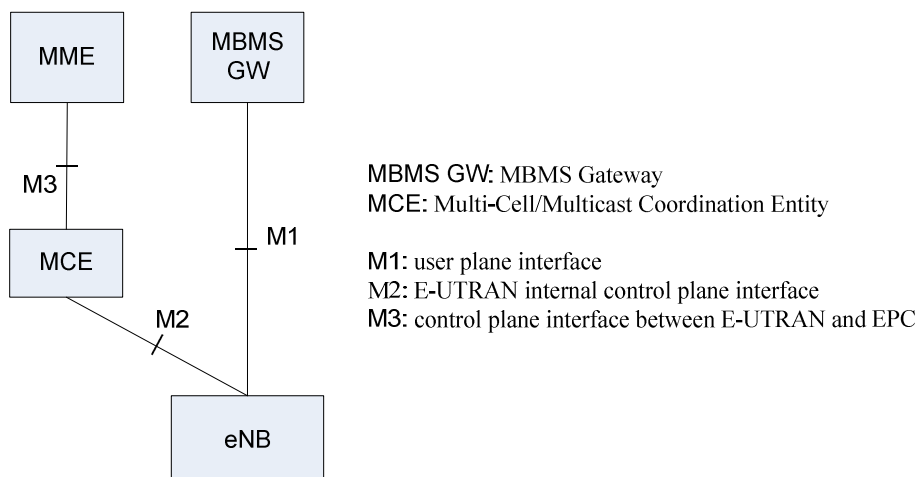 MME
MBMS
GW
M3
M1
MCE
M2
eNB
MBMS GW: MBMS Gateway
MCE: Multi-Cell/Multicast Coordination Entity
M1: user plane interface
M2: E-UTRAN internal control plane interface
M3: control plane interface between E-UTRAN and EPC